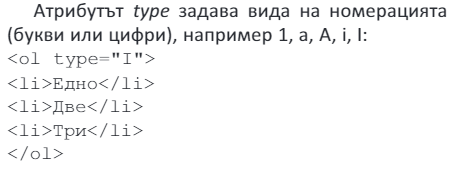 Атрибутът type задава вида на номерацията
(букви или цифри), например 1, a, A, i, I:
<ol type="I">
<li>Едно</li>
<li>Две</li>
<li>Три</li>
</ol>